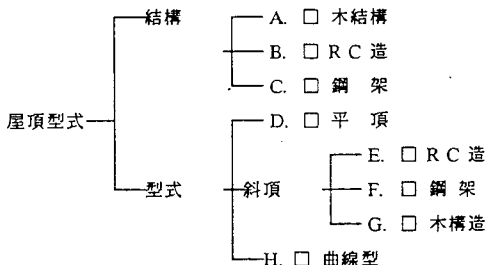 結構
A. □ 木結構
B. □ RC造
C. □ 鋼架
屋頂型式
D. □ 平頂
型式
斜頂
E. □ RC造
F. □ 鋼架
G. □ 木構造
H. □ 曲線型